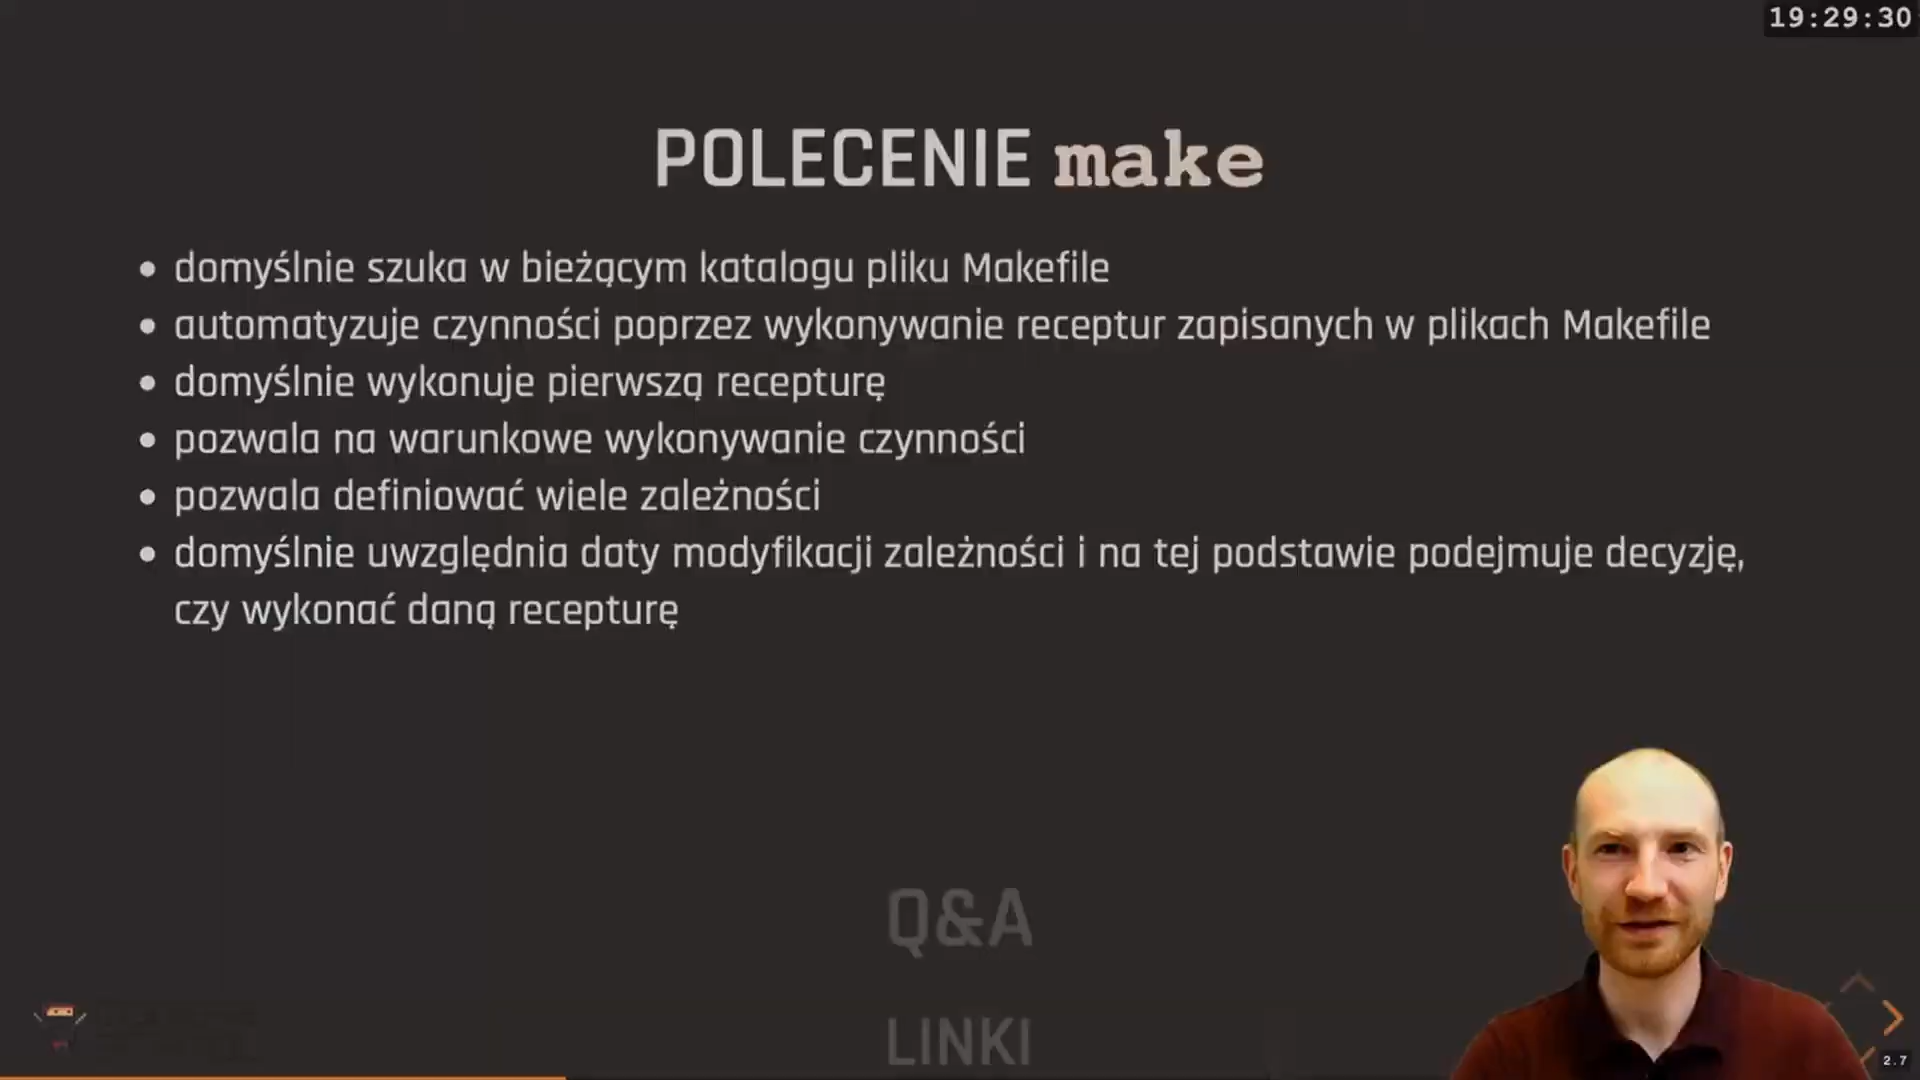 19:29:30
POLECENIE make
domyślnie szuka w bieżącym katalogu pliku Makefile
automatyzuje czynności poprzez wykonywanie receptur zapisanych w plikach Makefile
domyślnie wykonuje pierwszą recepturę
pozwala na warunkowe wykonywanie czynności
pozwala definiować wiele zależności
domyślnie uwzględnia daty modyfikacji zależności i na tej podstawie podejmuje decyzję,
czy wykonać daną recepturę
Q&A
LINKI
2.7